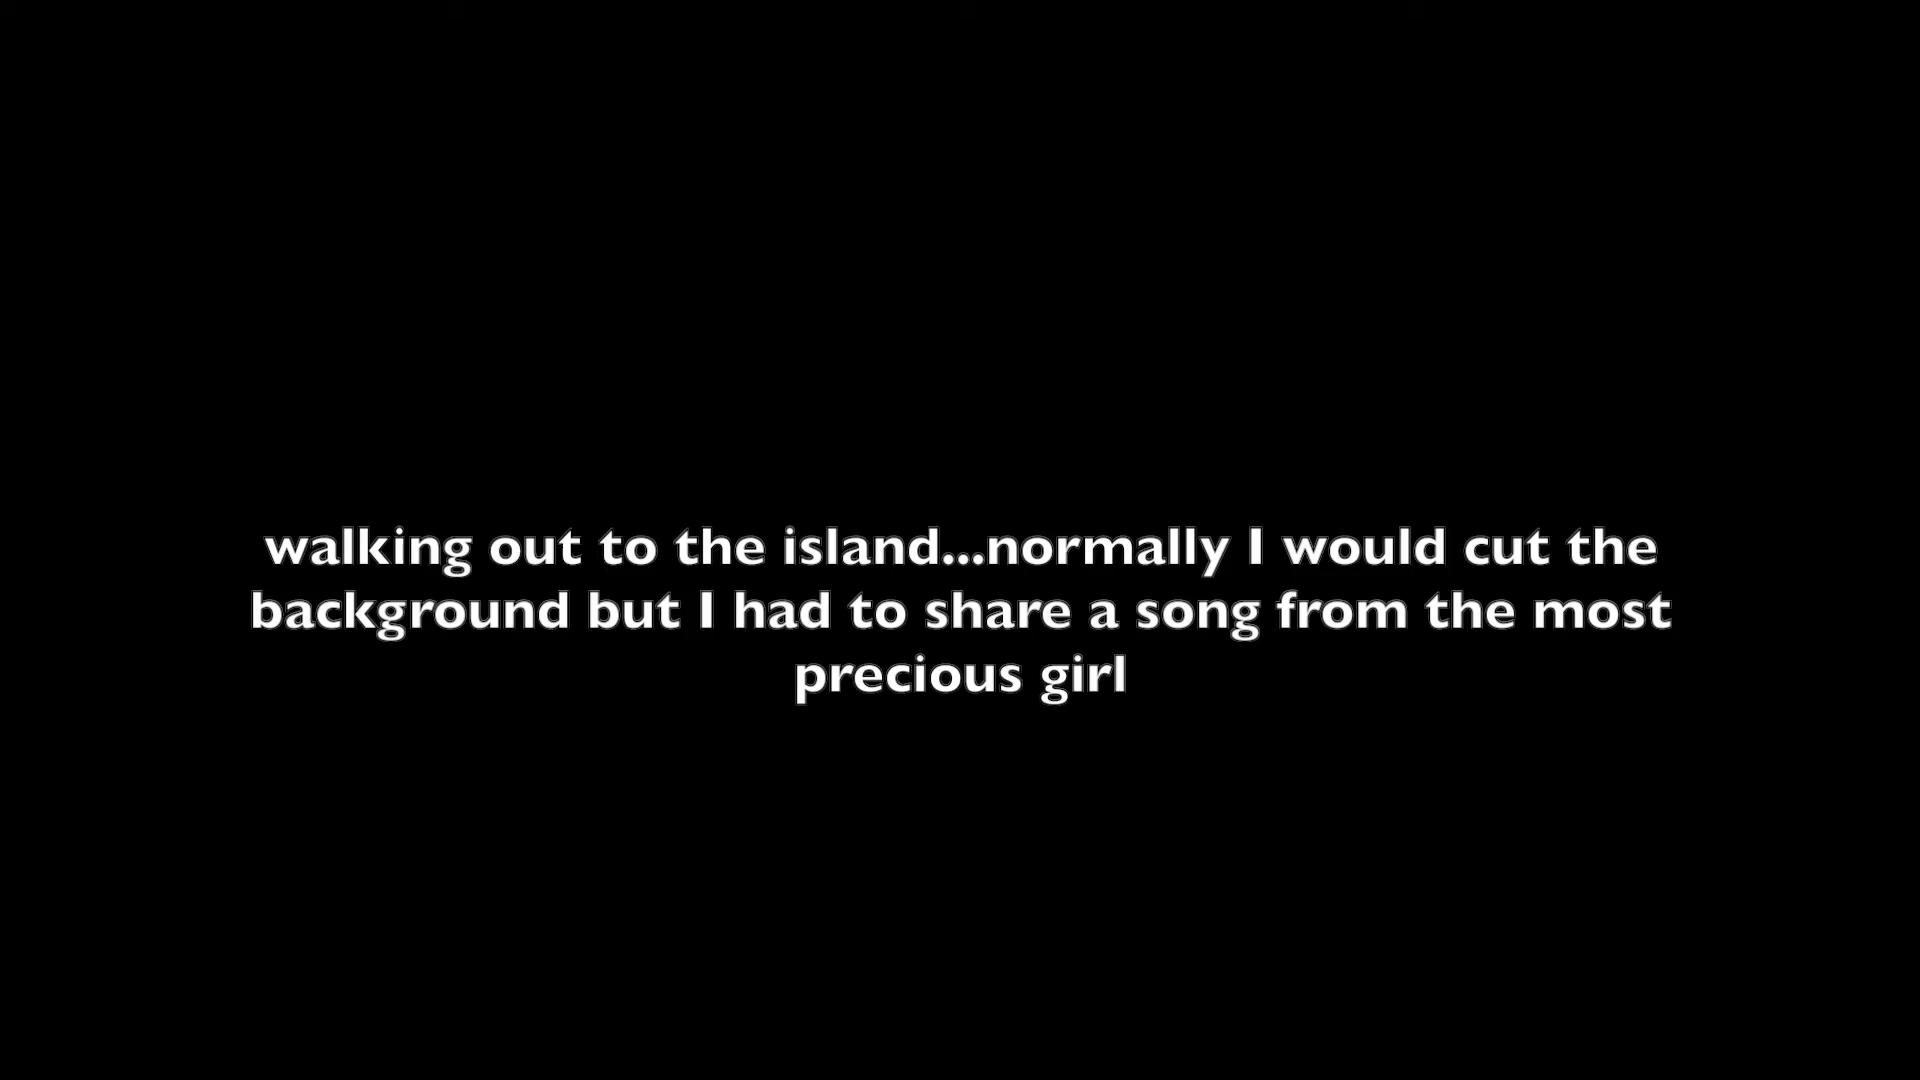 walking out to the island...normally I would cut the
background but I had to share a song from the most
precious girl